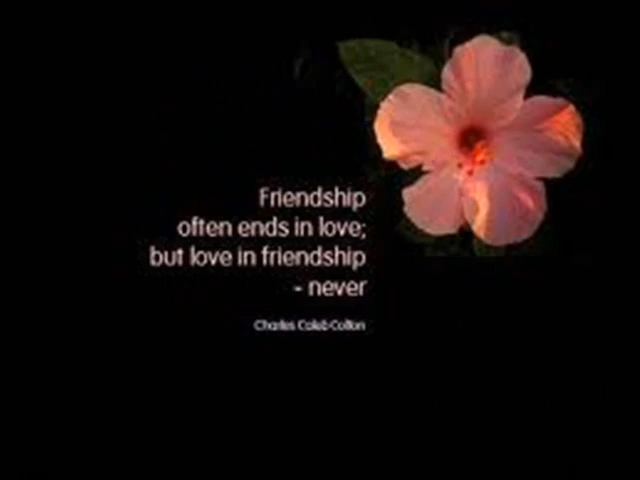 Friendship
often ends in love;
but love in friendship
- never
Charles Caleb Colton